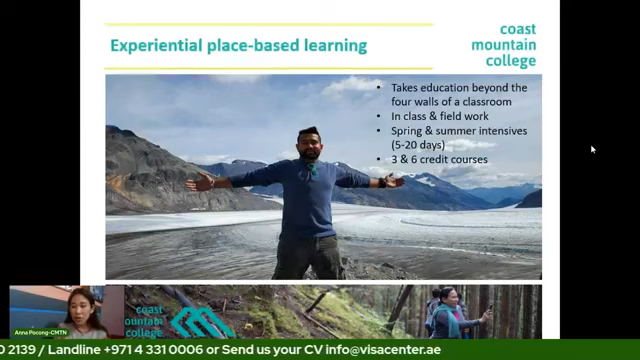 Experiential place-based learning
coast
mountain
college
• Takes education beyond the
four walls of a classroom
• In class & field work
• Spring & summer intensives
(5-20 days)
• 3 & 6 credit courses
coast
mountain
college
Anna Pocong-CMTN
0 2139 / Landline +971 4 331 0006 or Send us your CV info@visacenter.ae